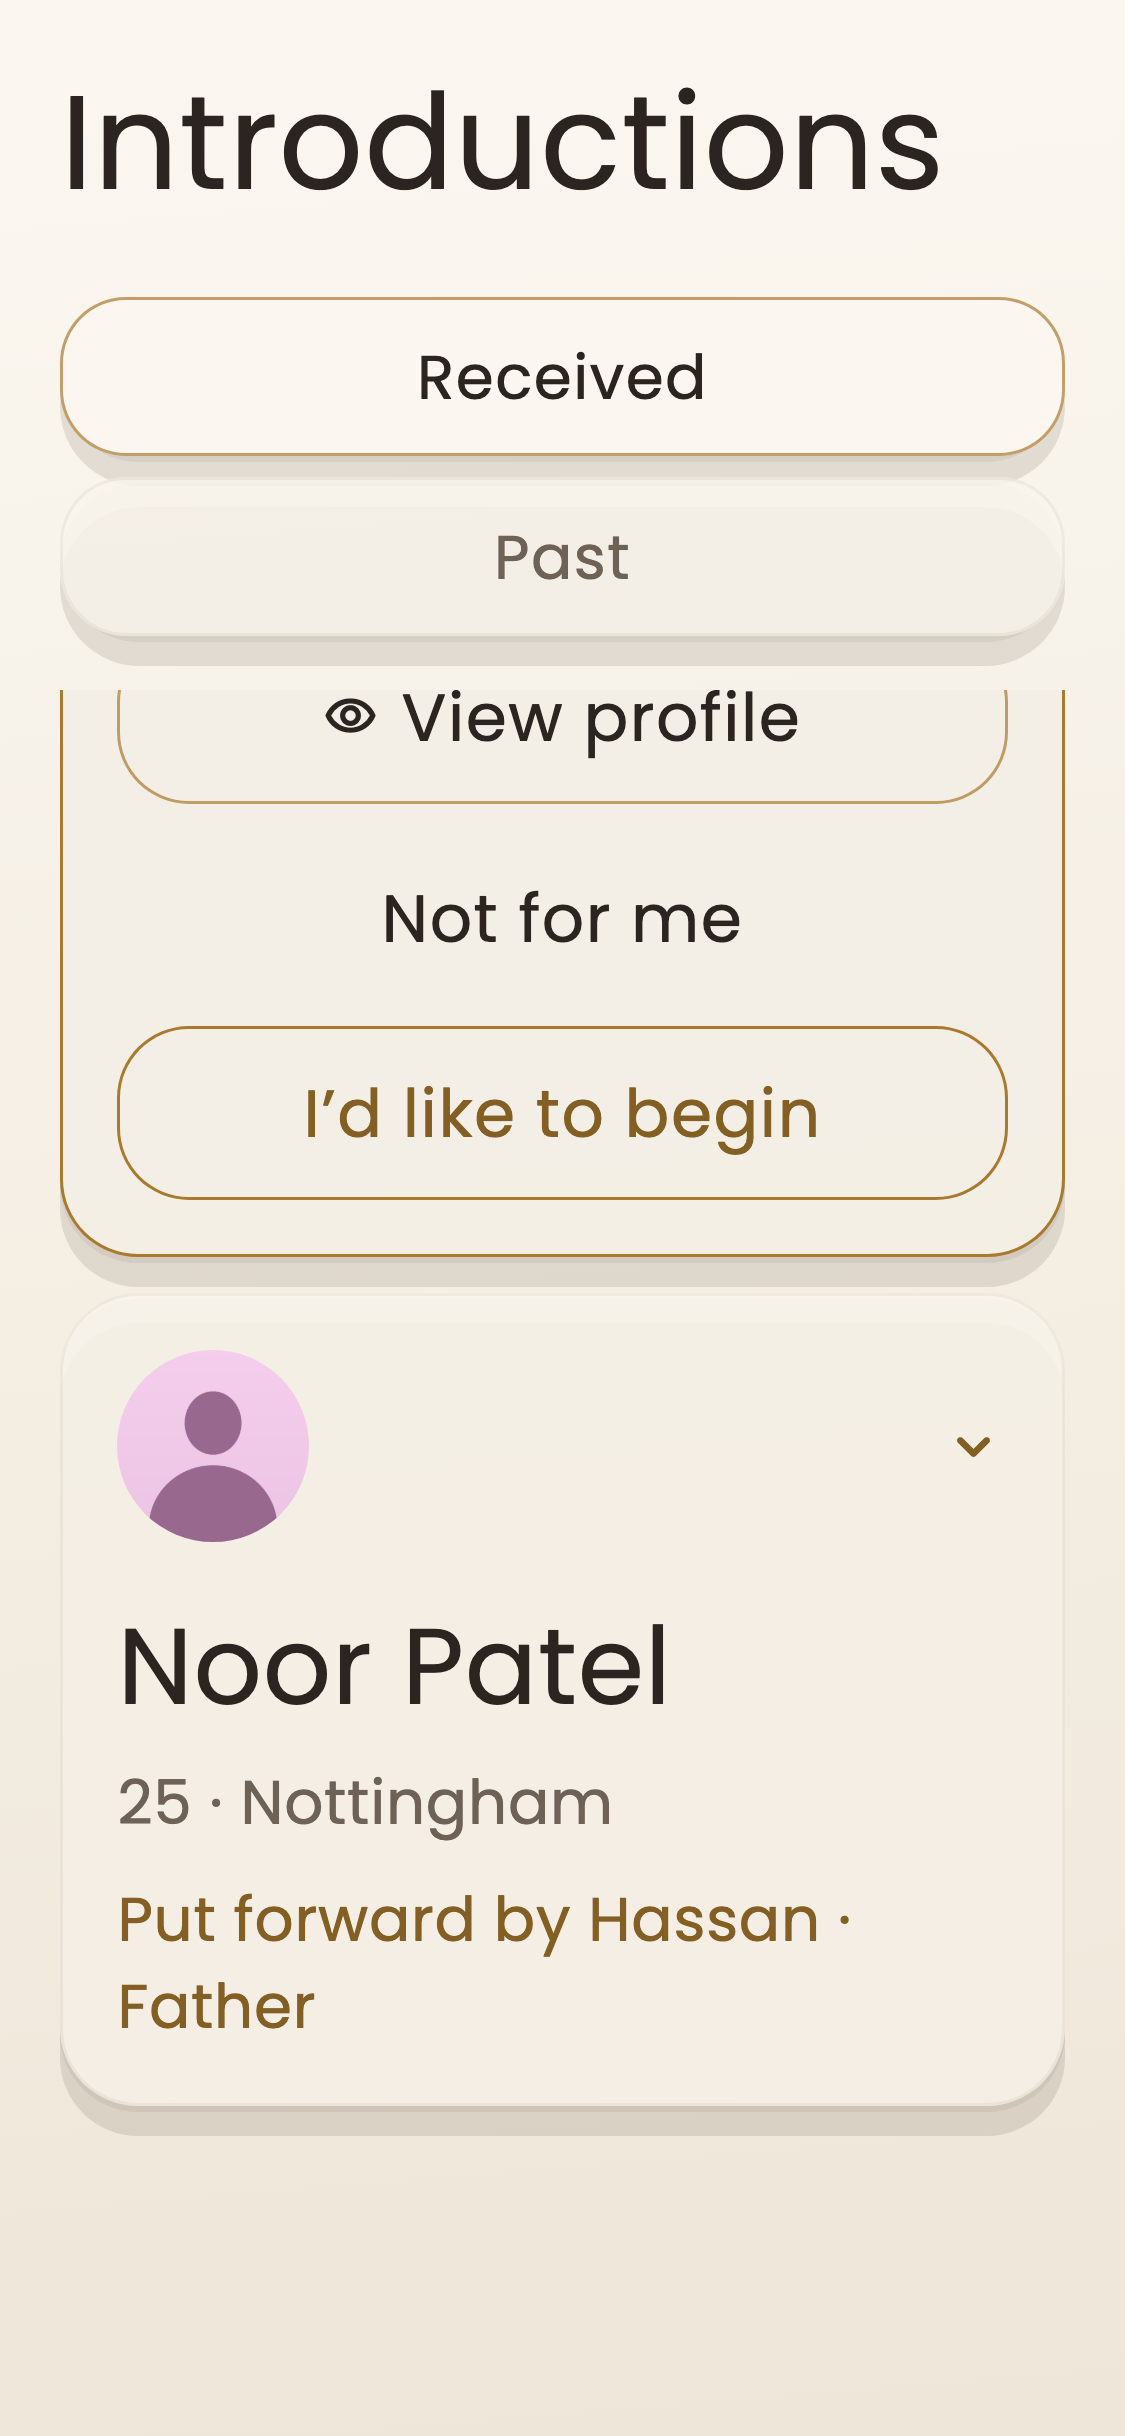 Introductions
Received
Past
View profile
Not for me
I’d like to begin
Noor Patel
25 · Nottingham
Put forward by Hassan ·
Father